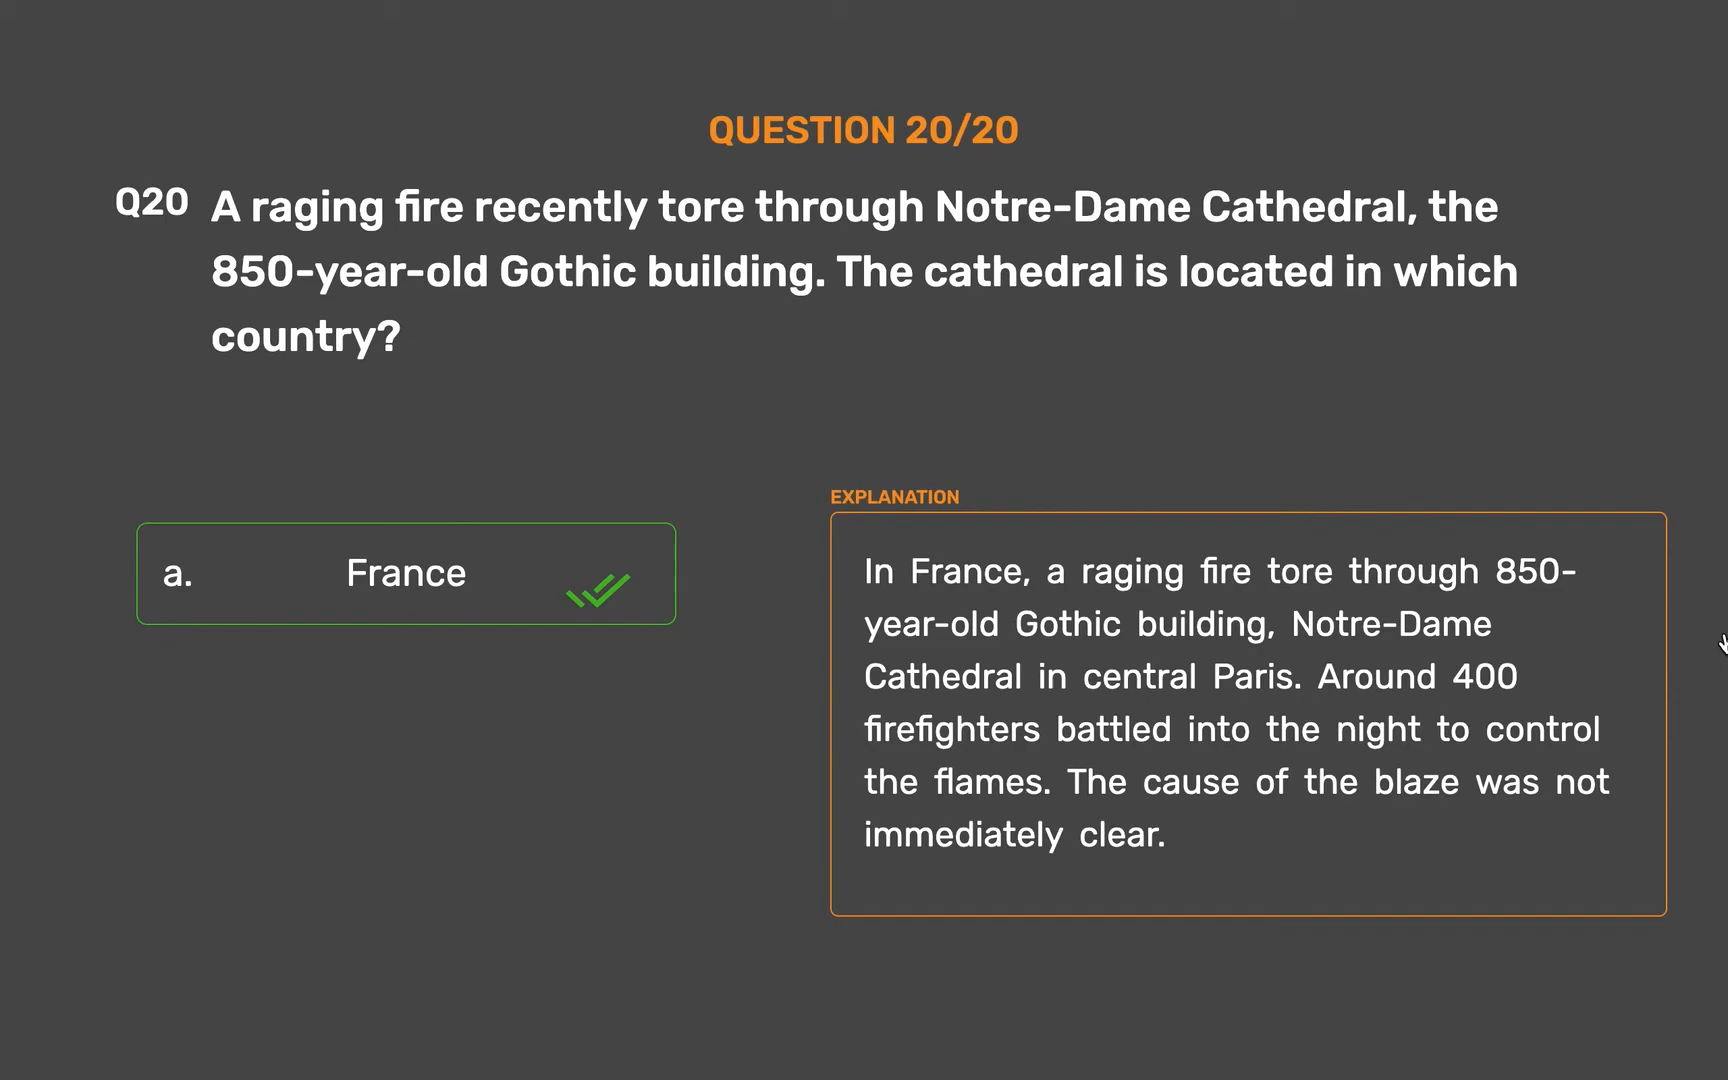 QUESTION 20/20
Q20 A raging fire recently tore through Notre-Dame Cathedral, the
850-year-old Gothic building. The cathedral is located in which
country?
a. France
EXPLANATION
In France, a raging fire tore through 850-
year-old Gothic building, Notre-Dame
Cathedral in central Paris. Around 400
firefighters battled into the night to control
the flames. The cause of the blaze was not
immediately clear.